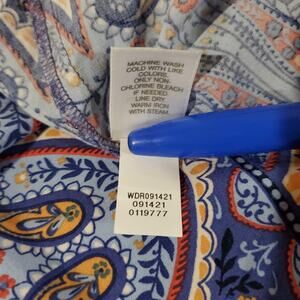 MACHINE WASH
COLD WITH LIKE
COLORS.
ONLY NON-
CHLORINE BLEACH
IF NEEDED.
LINE DRY
WARM IRON
WITH STEAM.
WDR091421
091421
0119777